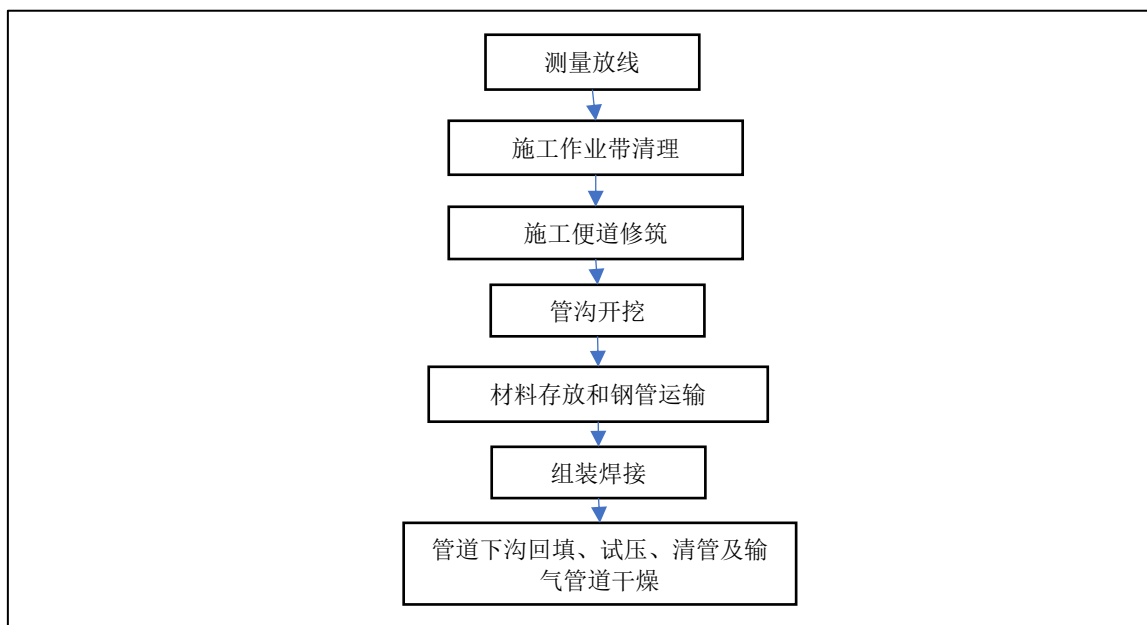 测量放线
施工作业带清理
施工便道修筑
管沟开挖
材料存放和钢管运输
组装焊接
管道下沟回填、试压、清管及输
气管道干燥